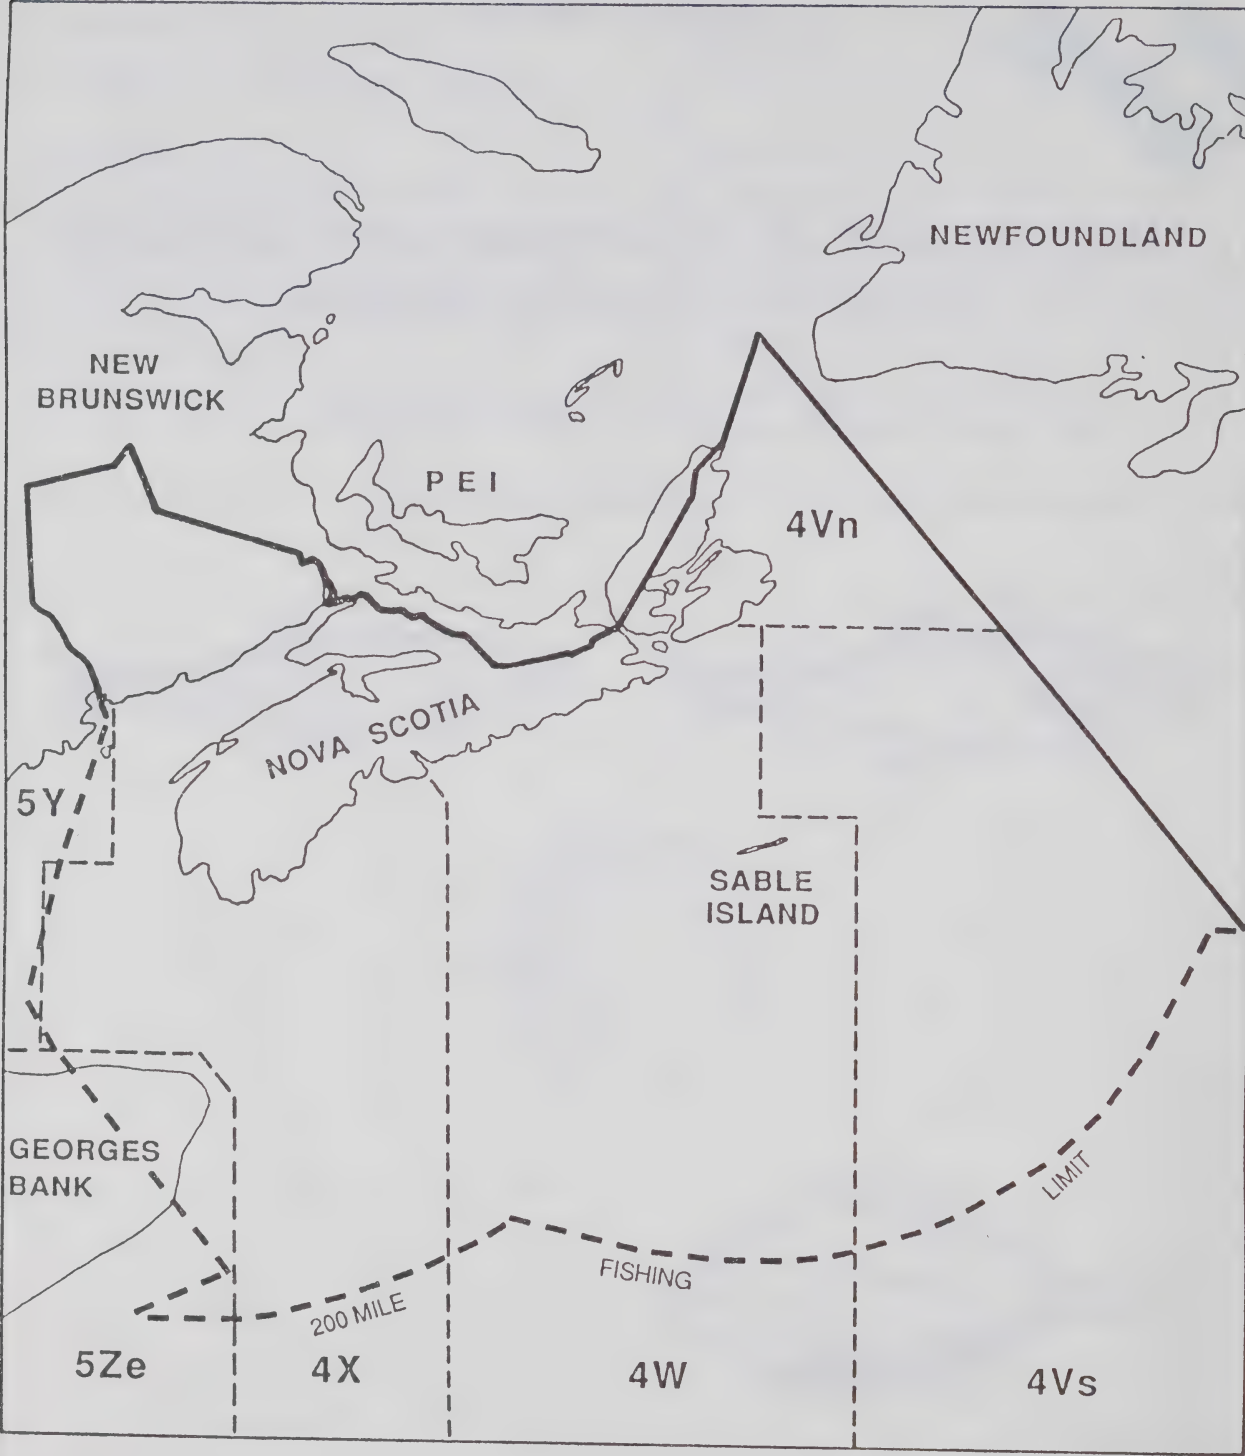 NEWFOUNDLAND
NEW
BRUNSWICK
PEI
4Vn
NOVA SCOTIA
5Y
SABLE
ISLAND
GEORGES
BANK
LIMIT
FISHING
200 MILE
5Ze
4X
4W
4Vs